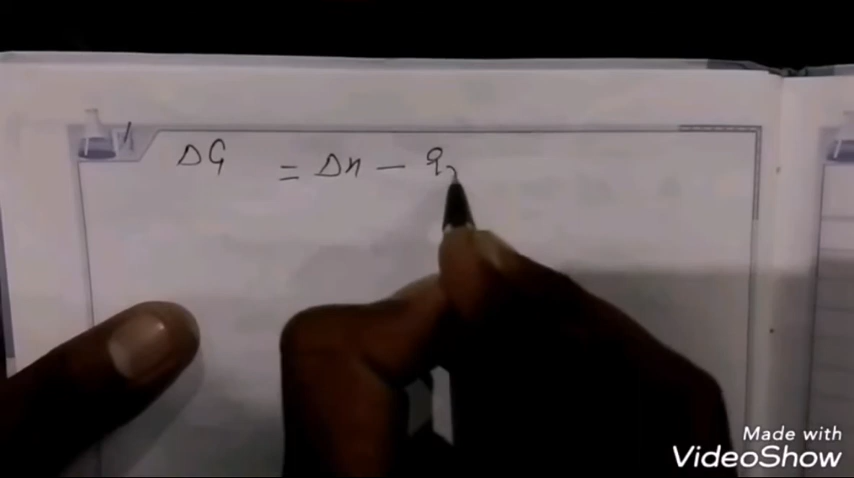 ΔG = ΔH - q
Made with
VideoShow